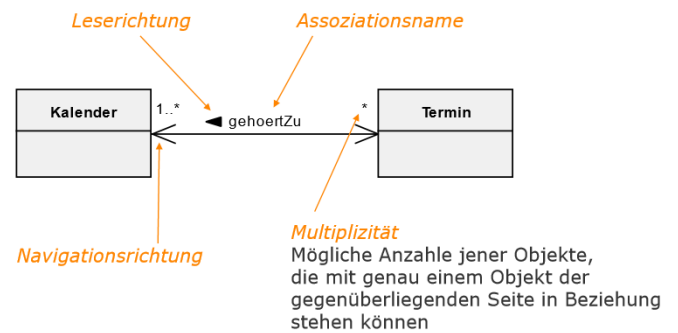 Leserichtung
Assoziationsname
Kalender
1..*
gehoertZu
*
Termin
Navigationsrichtung
Multiplizität
Mögliche Anzahle jener Objekte,
die mit genau einem Objekt der
gegenüberliegenden Seite in Beziehung
stehen können